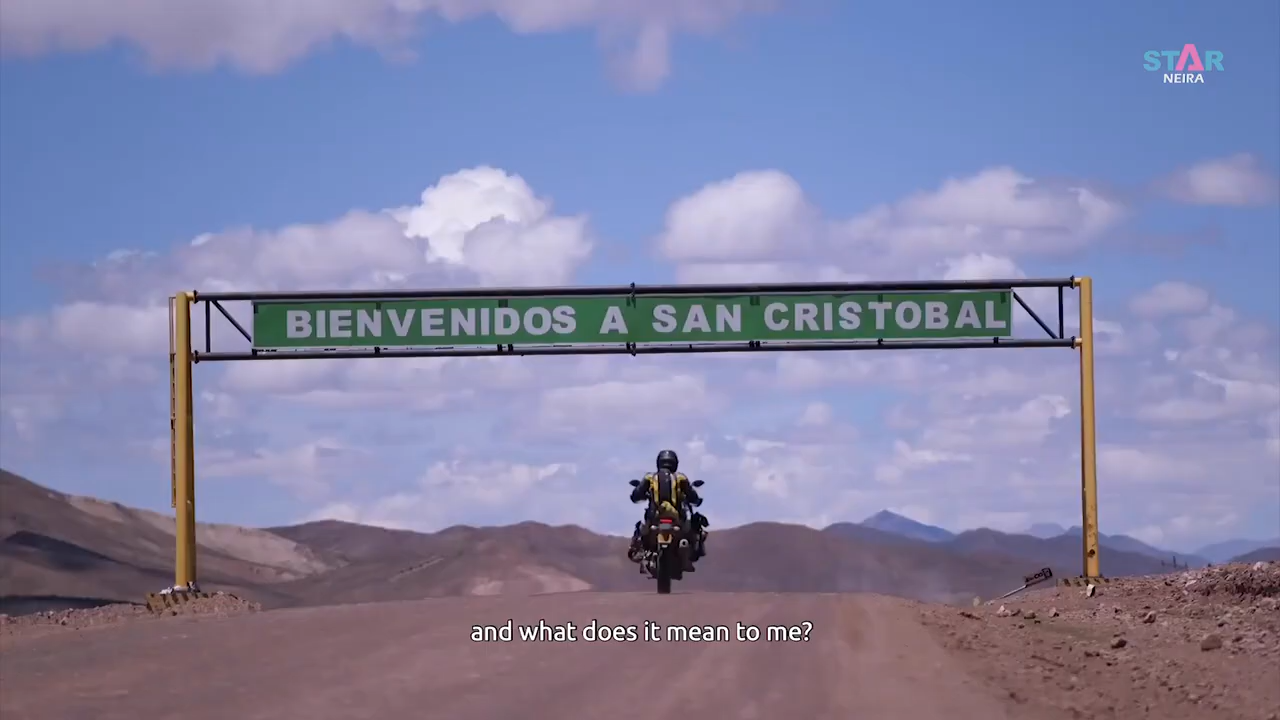 STAR
NEIRA
BIENVENIDOS A SAN CRISTOBAL
and what does it mean to me?